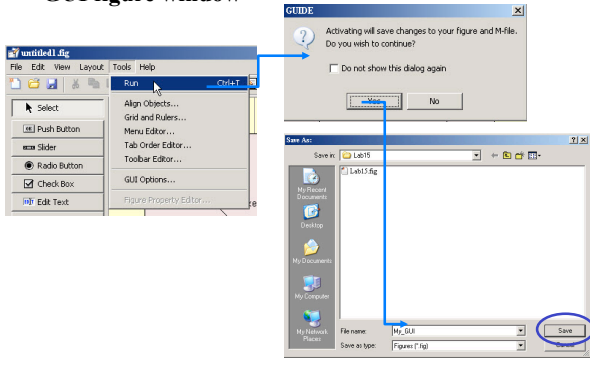 GUI figure window
untitled1.fig
File Edit View Layout Tools Help
Select
Push Button
Slider
Radio Button
Check Box
Edit Text
Run Ctrl+T
Align Objects...
Grid and Rulers...
Menu Editor...
Tab Order Editor...
Toolbar Editor...
GUI Options...
Figure Property Editor...
GUIDE
Activating will save changes to your figure and M-file.
Do you wish to continue?
Do not show this dialog again
Yes
No
Save As:
Save in: Lab15
Lab15.fig
My Recent
Documents
Desktop
My Documents
My Computer
My Network
Places
File name: My_GUI
Save as type: Figures (*.fig)
Save
Cancel